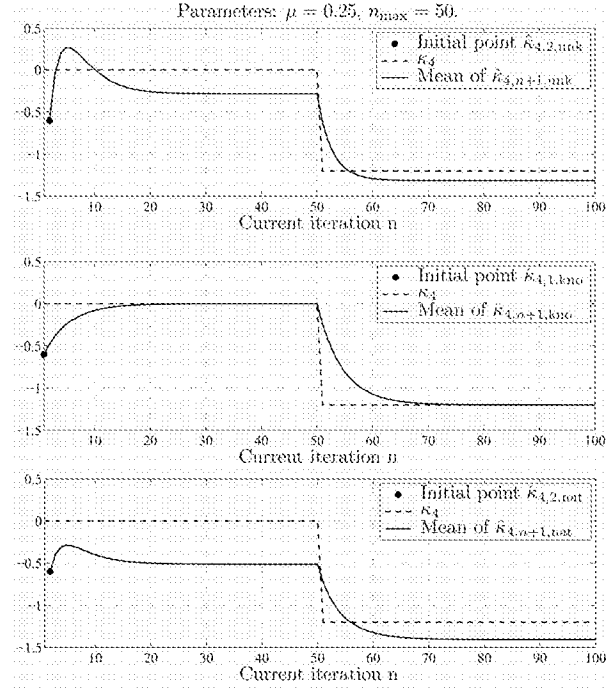 Parameters: μ = 0.25, n_max = 50.
0.5
0
−0.5
−1
−1.5
Initial point κ̂_4,2,unk
κ_4
Mean of κ̂_4,n+1,unk
10 20 30 40 50 60 70 80 90 100
Current iteration n
0.5
0
−0.5
−1
−1.5
Initial point κ̂_4,1,kno
κ_4
Mean of κ̂_4,n+1,kno
10 20 30 40 50 60 70 80 90 100
Current iteration n
0.5
0
−0.5
−1
−1.5
Initial point κ̂_4,2,
κ_4
Mean of κ̂_4,n+1,
10 20 30 40 50 60 70 80 90 100
Current iteration n